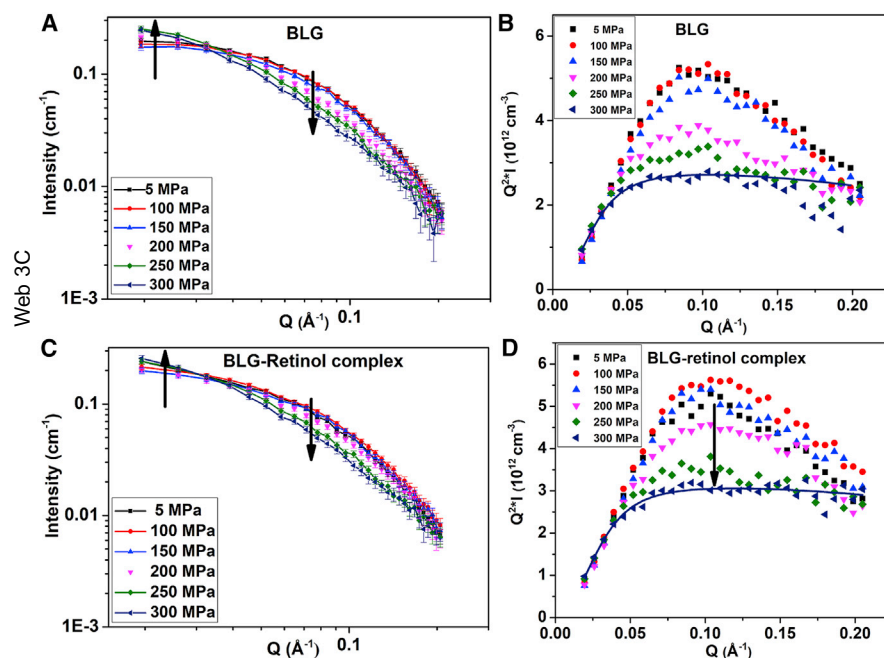 A
BLG
Intensity (cm-1)
0.1
0.01
1E-3
5 MPa
100 MPa
150 MPa
200 MPa
250 MPa
300 MPa
0.1
Q (Å-1)
B
BLG
Q2*I (1012 cm-3)
6
4
2
0
5 MPa
100 MPa
150 MPa
200 MPa
250 MPa
300 MPa
0.00 0.05 0.10 0.15 0.20
Q (Å-1)
Web 3C
C
BLG-Retinol complex
Intensity (cm-1)
0.1
0.01
1E-3
5 MPa
100 MPa
150 MPa
200 MPa
250 MPa
300 MPa
0.1
Q (Å-1)
D
BLG-retinol complex
Q2*I (1012 cm-3)
6
5
4
3
2
1
0
5 MPa
100 MPa
150 MPa
200 MPa
250 MPa
300 MPa
0.00 0.05 0.10 0.15 0.20
Q (Å-1)